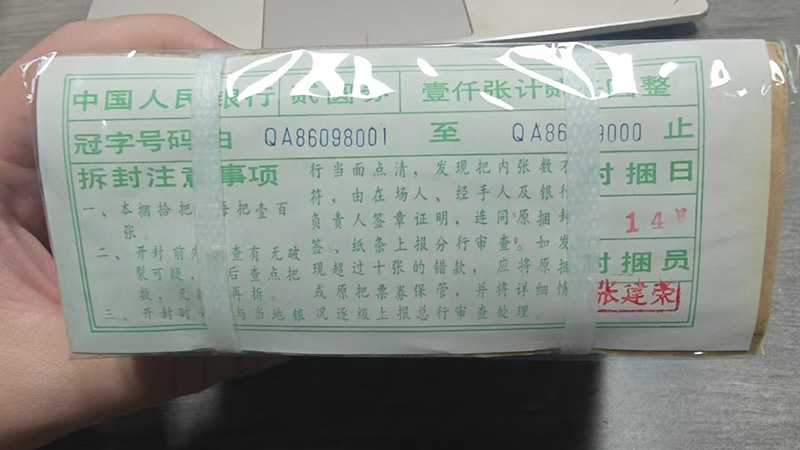 中国人民银行 贰圆券 壹仟张计贰 圆整
冠字号码由 QA86098001 至 QA86 9000 止
拆封注意事项
一、本捆拾把 每把壹百
张。
二、开封前先 查有无破
裂可疑, 后查点把
数,无 再拆。
三、开封时 与当地银
行当面点清,发现把内张数不
符,由在场人、经手人及银行
负责人签章证明,连同原捆封
签、纸条上报分行审查。如发
现超过十张的错款,应将原捆
或原把票券保管,并将详细情
况逐级上报总行审查处理。
封捆日
14
封捆员
张建荣